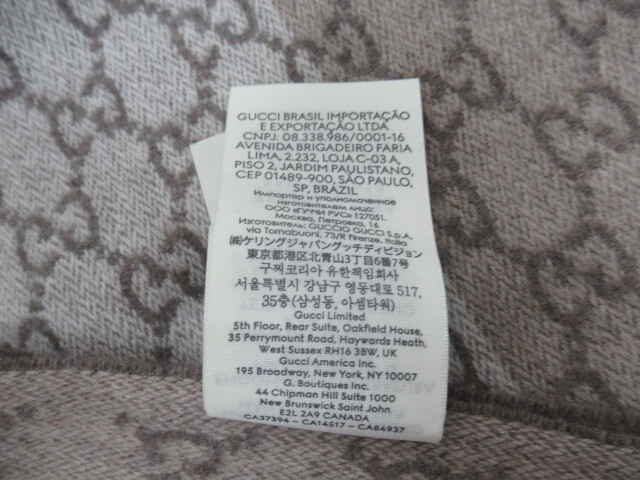 GUCCI BRASIL IMPORTAÇÃO
E EXPORTAÇÃO LTDA
CNPJ: 08.338.986/0001-16
AVENIDA BRIGADEIRO FARIA
LIMA, 2.232, LOJA C-03 A,
PISO 2, JARDIM PAULISTANO,
CEP 01489-900, SÃO PAULO,
SP, BRAZIL
Импортер и уполномоченное
изготовителем лицо:
ООО «ГУЧЧИ РУС» 127051.
Москва, Петровка, 16
Изготовитель: GUCCIO GUCCI S.p.A.
via Tornabuoni, 73/R Firenze, Italia
㈱ケリングジャパングッチディビジョン
東京都港区北青山3丁目6番7号
구찌코리아 유한책임회사
서울특별시 강남구 영동대로 517,
35층 (삼성동, 아셈타워)
Gucci Limited
5th Floor, Rear Suite, Oakfield House,
35 Perrymount Road, Haywards Heath,
West Sussex RH16 3BW, UK
Gucci America Inc.
195 Broadway, New York, NY 10007
G. Boutiques Inc.
44 Chipman Hill Suite 1000
New Brunswick Saint John
E2L 2A9 CANADA
CA37394 - CA14517 - CA84937